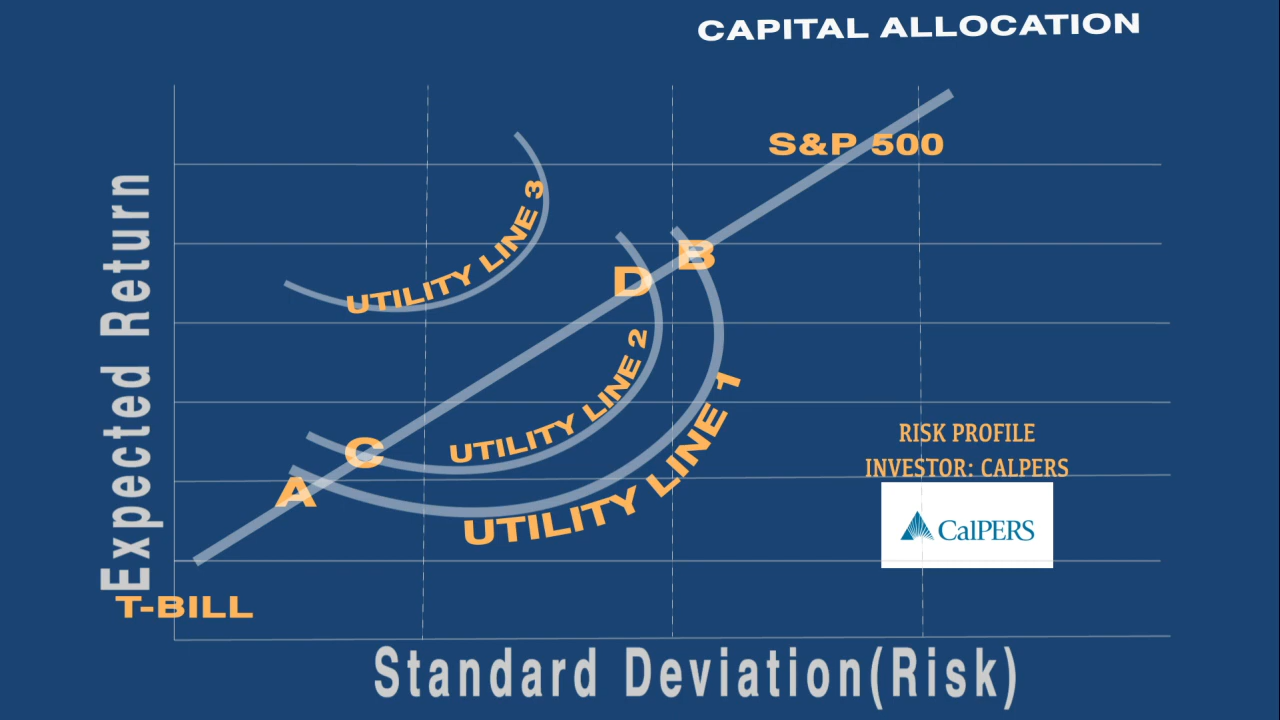 CAPITAL ALLOCATION
S&P 500
UTILITY LINE 3
B
D
UTILITY LINE 2
UTILITY LINE 1
C
A
Expected Return
RISK PROFILE
INVESTOR: CALPERS
CalPERS
T-BILL
Standard Deviation(Risk)